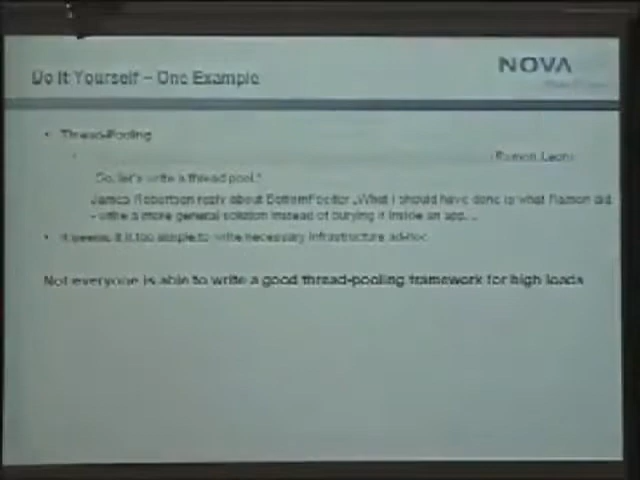 NOVA
Do It Yourself – One Example
• Thread-Pooling
Ramon Leon:
"So, let's write a thread pool."
James Robertson reply about BottomFeeder „What I should have done is what Ramon did
- write a more general solution instead of burying it inside an app...
• It seems, it is too simple to write necessary infrastructure ad-hoc
Not everyone is able to write a good thread-pooling framework for high loads